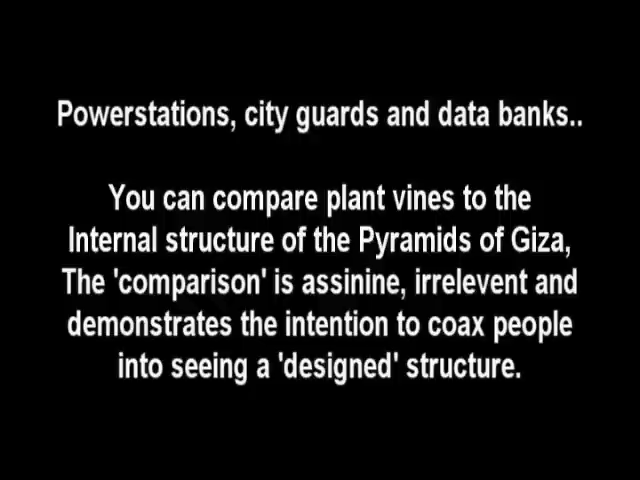 Powerstations, city guards and data banks..
You can compare plant vines to the
Internal structure of the Pyramids of Giza,
The 'comparison' is assinine, irrelevent and
demonstrates the intention to coax people
into seeing a 'designed' structure.